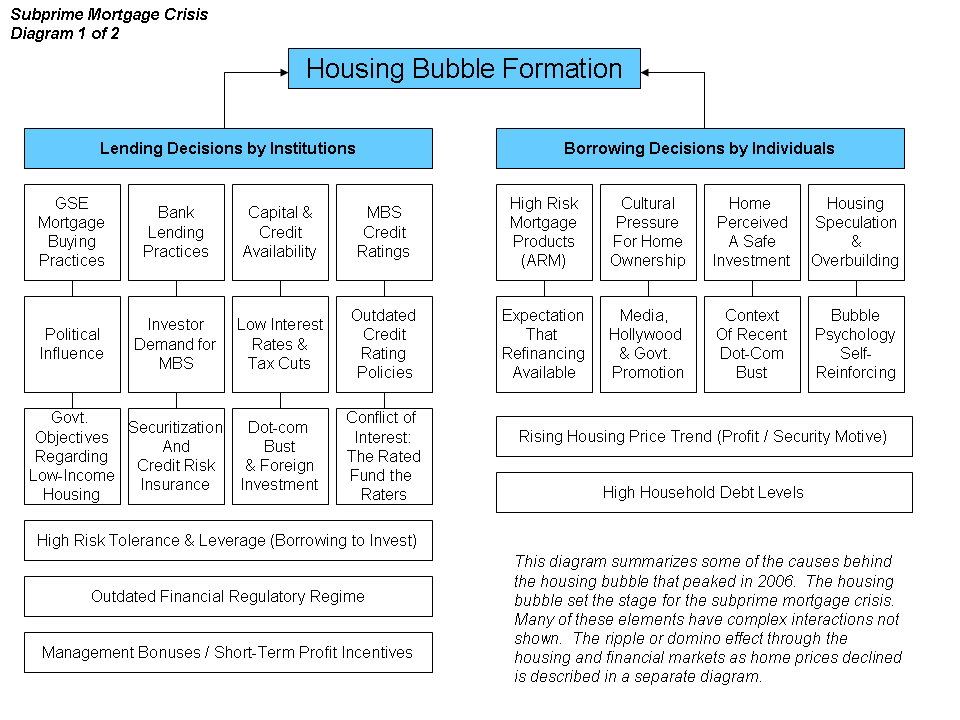 Subprime Mortgage Crisis
Diagram 1 of 2
Housing Bubble Formation
Lending Decisions by Institutions
GSE
Mortgage
Buying
Practices
Bank
Lending
Practices
Capital &
Credit
Availability
MBS
Credit
Ratings
Political
Influence
Investor
Demand for
MBS
Low Interest
Rates &
Tax Cuts
Outdated
Credit
Rating
Policies
Govt.
Objectives
Regarding
Low-Income
Housing
Securitization
And
Credit Risk
Insurance
Dot-com
Bust
& Foreign
Investment
Conflict of
Interest:
The Rated
Fund the
Raters
High Risk Tolerance & Leverage (Borrowing to Invest)
Outdated Financial Regulatory Regime
Management Bonuses / Short-Term Profit Incentives
Borrowing Decisions by Individuals
High Risk
Mortgage
Products
(ARM)
Cultural
Pressure
For Home
Ownership
Home
Perceived
A Safe
Investment
Housing
Speculation
&
Overbuilding
Expectation
That
Refinancing
Available
Media,
Hollywood
& Govt.
Promotion
Context
Of Recent
Dot-Com
Bust
Bubble
Psychology
Self-
Reinforcing
Rising Housing Price Trend (Profit / Security Motive)
High Household Debt Levels
This diagram summarizes some of the causes behind
the housing bubble that peaked in 2006.  The housing
bubble set the stage for the subprime mortgage crisis.
Many of these elements have complex interactions not
shown.  The ripple or domino effect through the
housing and financial markets as home prices declined
is described in a separate diagram.